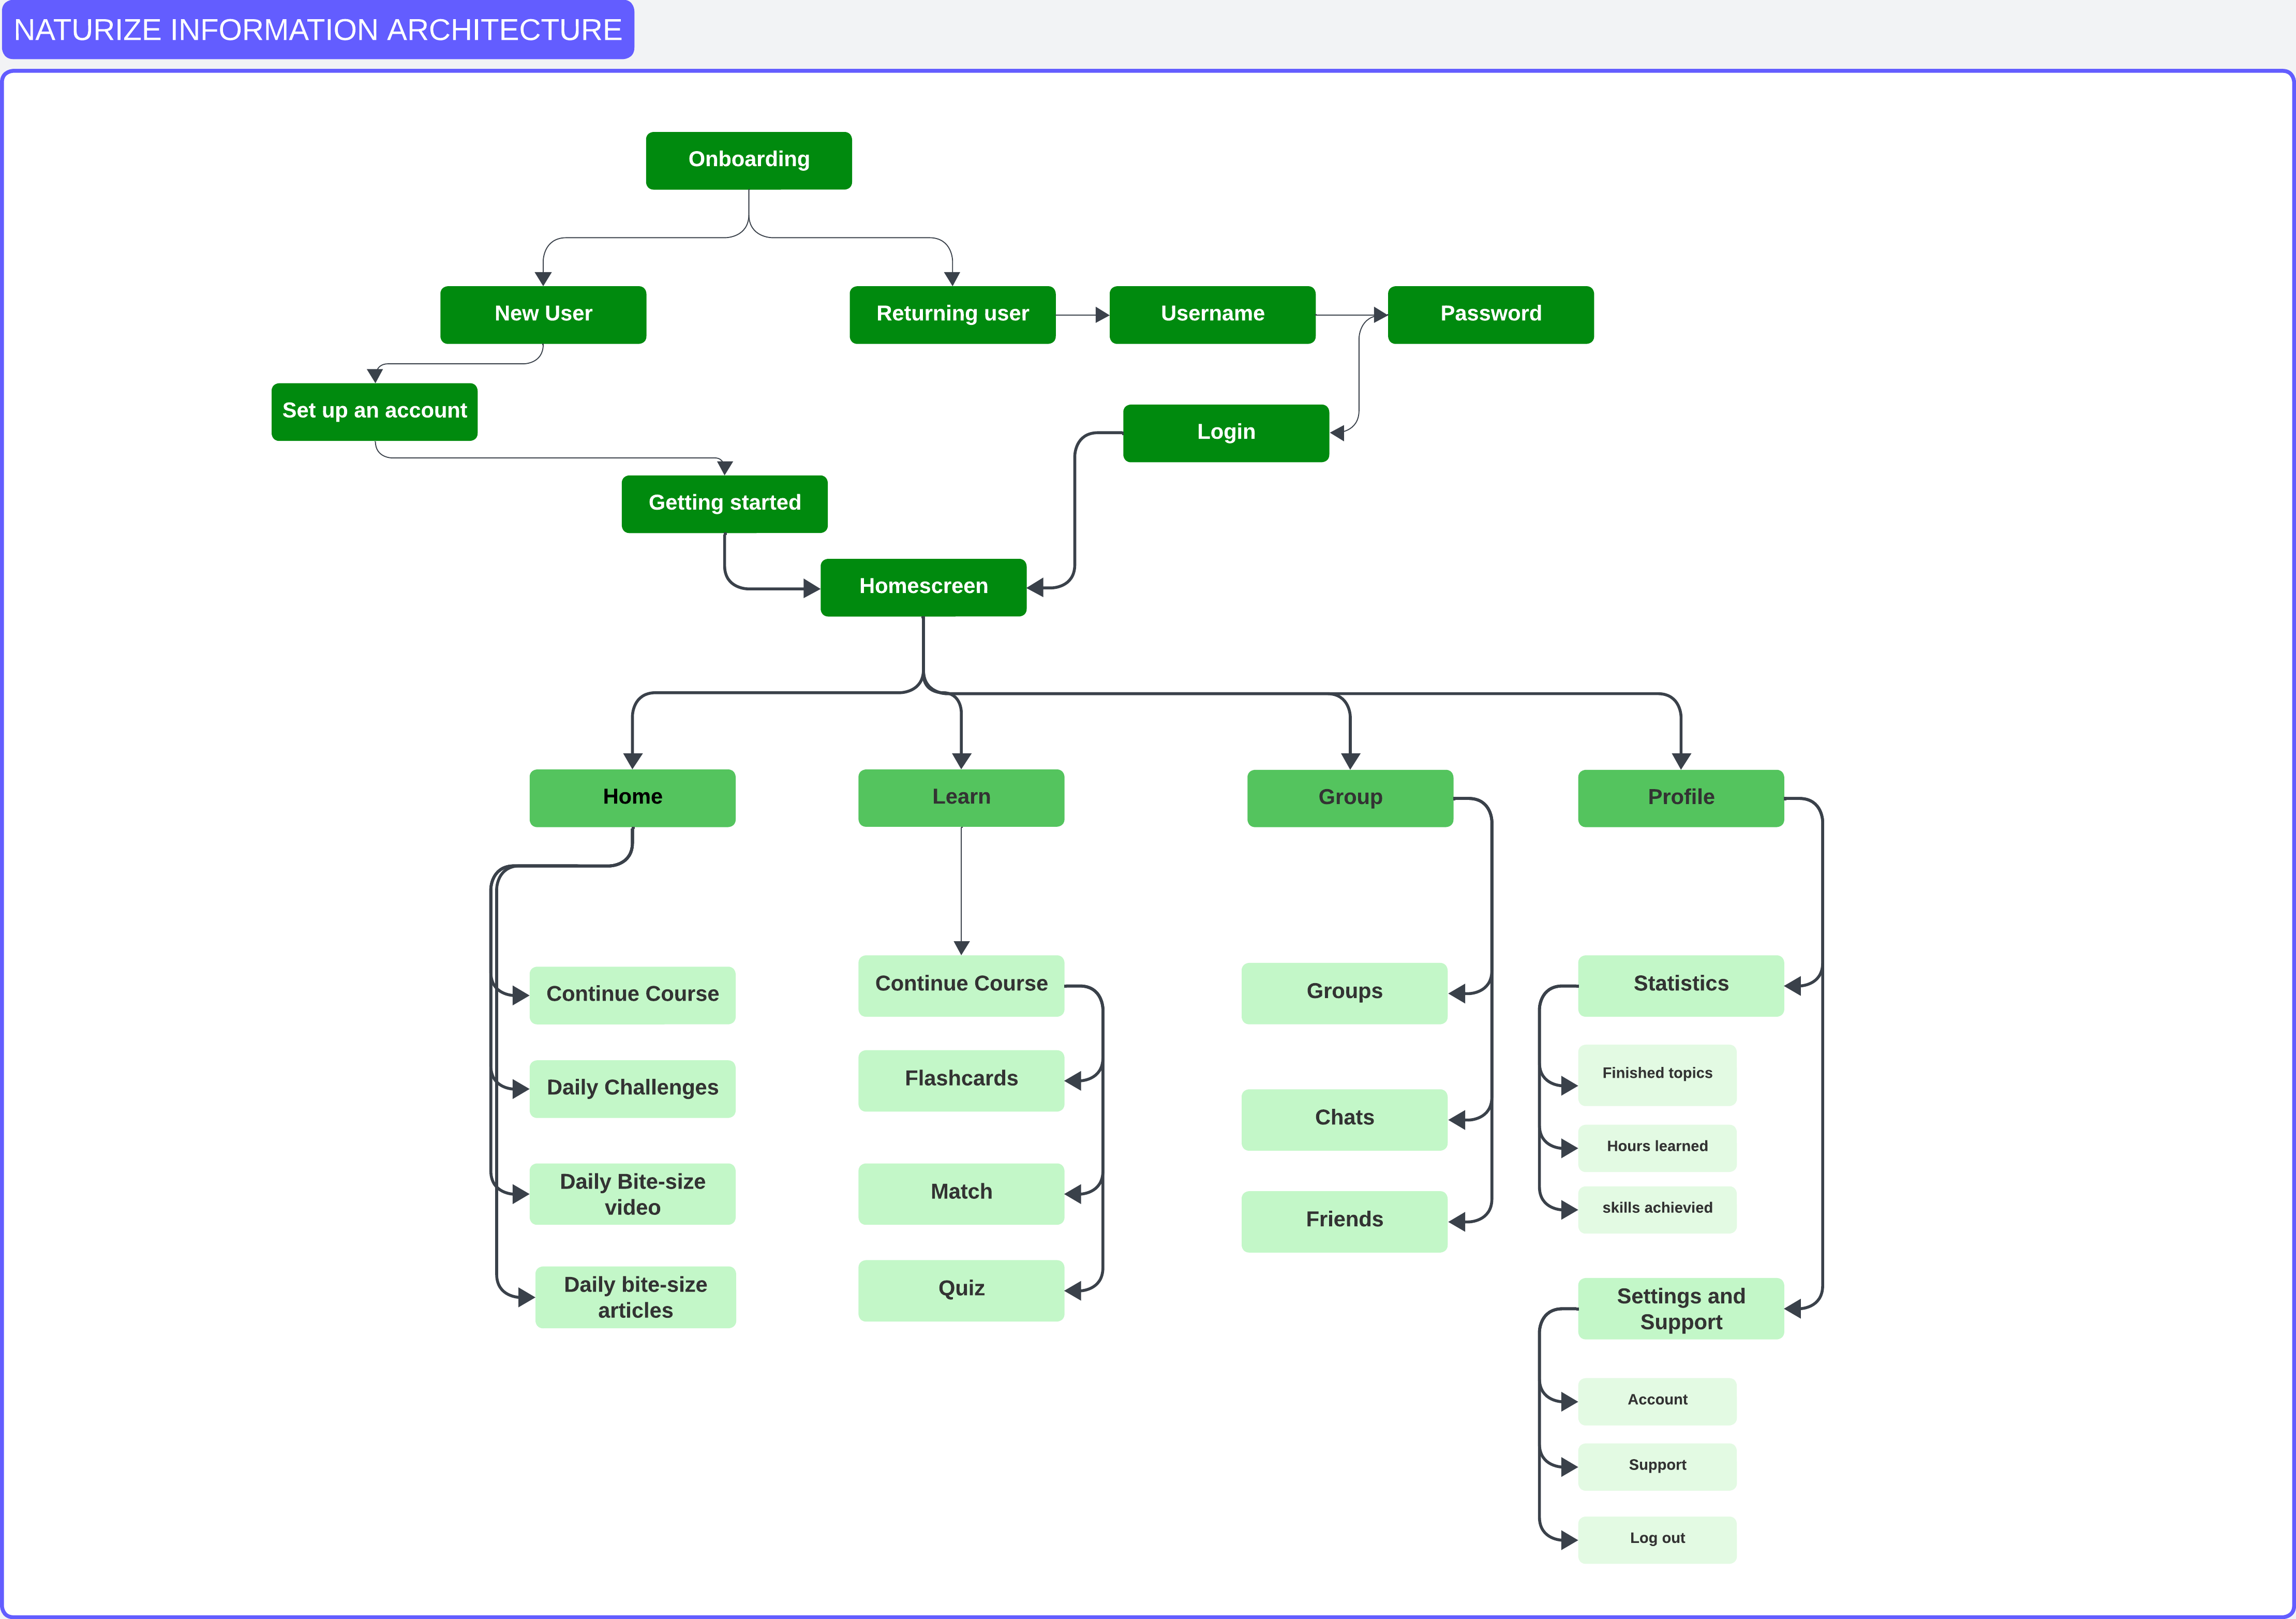 NATURIZE INFORMATION ARCHITECTURE
Onboarding
New User
Returning user
Username
Password
Set up an account
Login
Getting started
Homescreen
Home
Learn
Group
Profile
Continue Course
Daily Challenges
Daily Bite-size
video
Daily bite-size
articles
Continue Course
Flashcards
Match
Quiz
Groups
Chats
Friends
Statistics
Finished topics
Hours learned
skills achievied
Settings and
Support
Account
Support
Log out